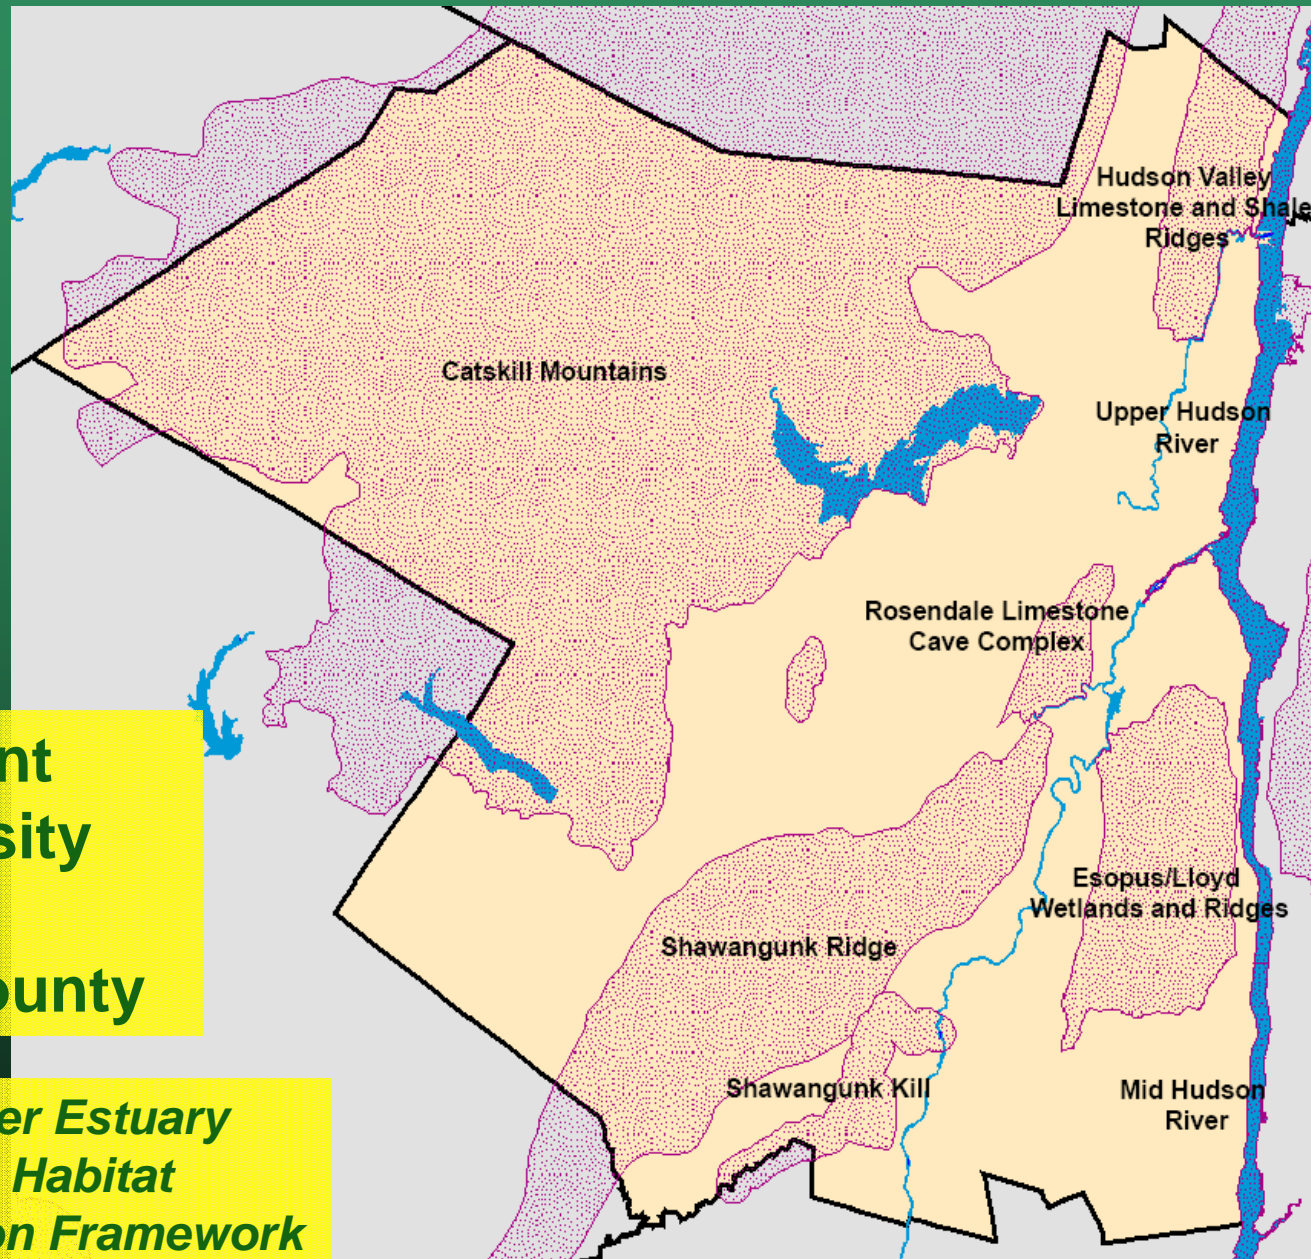 Hudson Valley
Limestone and Shale
Ridges
Catskill Mountains
Upper Hudson
River
Rosendale Limestone
Cave Complex
Esopus/Lloyd
Wetlands and Ridges
Shawangunk Ridge
Shawangunk Kill
Mid Hudson
River
nt
sity
ounty
er Estuary
Habitat
on Framework